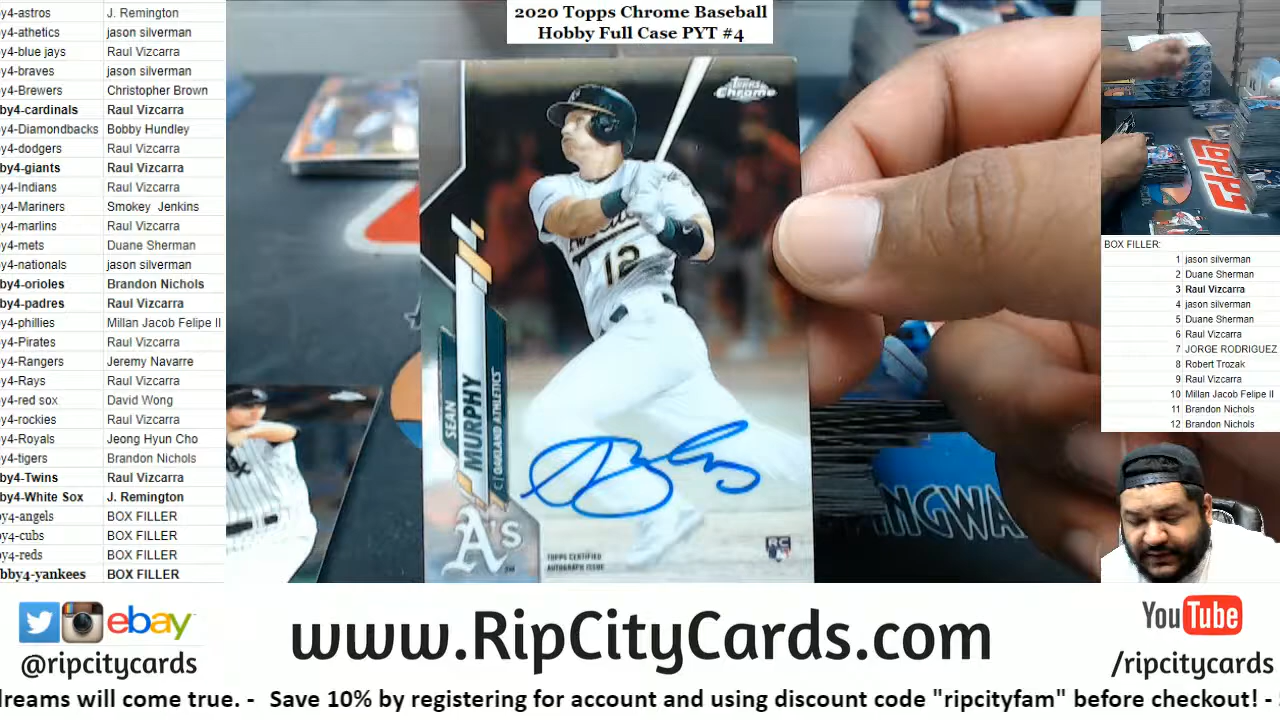 2020 Topps Chrome Baseball
Hobby Full Case PYT #4
y4-astros J. Remington
y4-athetics jason silverman
y4-blue jays Raul Vizcarra
y4-braves jason silverman
y4-Brewers Christopher Brown
by4-cardinals Raul Vizcarra
y4-Diamondbacks Bobby Hundley
y4-dodgers Raul Vizcarra
by4-giants Raul Vizcarra
y4-Indians Raul Vizcarra
y4-Mariners Smokey Jenkins
y4-marlins Raul Vizcarra
y4-mets Duane Sherman
y4-nationals jason silverman
by4-orioles Brandon Nichols
by4-padres Raul Vizcarra
y4-phillies Millan Jacob Felipe II
y4-Pirates Raul Vizcarra
y4-Rangers Jeremy Navarre
y4-Rays Raul Vizcarra
y4-red sox David Wong
y4-rockies Raul Vizcarra
y4-Royals Jeong Hyun Cho
y4-tigers Brandon Nichols
by4-Twins Raul Vizcarra
by4-White Sox J. Remington
y4-angels BOX FILLER
y4-cubs BOX FILLER
y4-reds BOX FILLER
bby4-yankees BOX FILLER
Topps
Chrome
12
SEAN
MURPHY
C | OAKLAND ATHLETICS
A's
TOPPS CERTIFIED
AUTOGRAPH ISSUE
RC
NGWA
topps
BOX FILLER:
1 jason silverman
2 Duane Sherman
3 Raul Vizcarra
4 jason silverman
5 Duane Sherman
6 Raul Vizcarra
7 JORGE RODRIGUEZ
8 Robert Trozak
9 Raul Vizcarra
10 Millan Jacob Felipe II
11 Brandon Nichols
12 Brandon Nichols
ebay
@ripcitycards
www.RipCityCards.com
YouTube
/ripcitycards
dreams will come true. - Save 10% by registering for account and using discount code "ripcityfam" before checkout! -